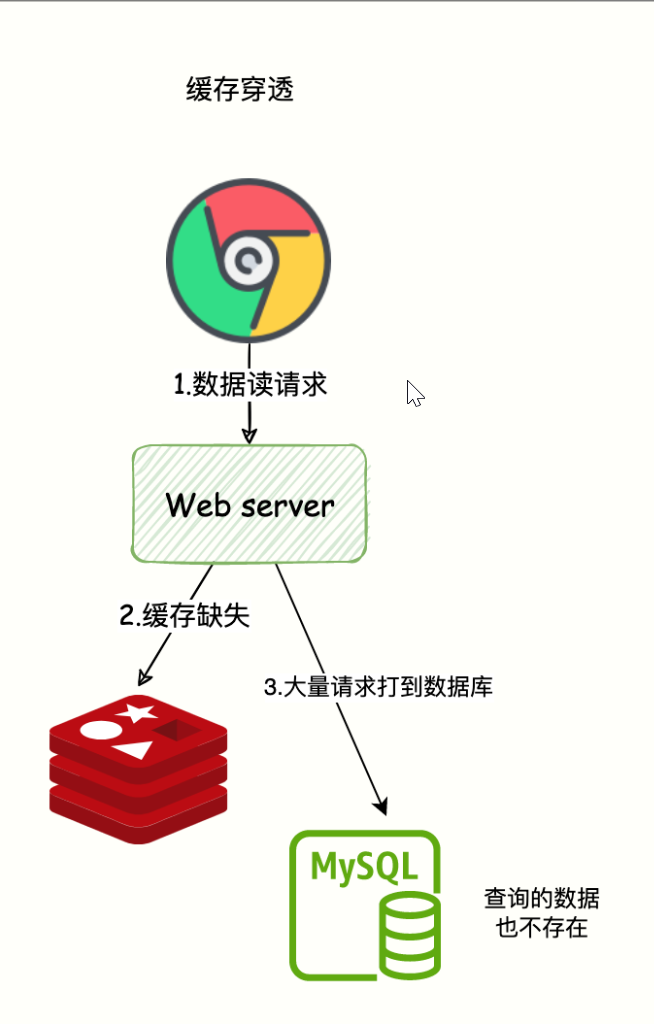 缓存穿透
1.数据读请求
Web server
2.缓存缺失
3.大量请求打到数据库
MySQL
查询的数据
也不存在